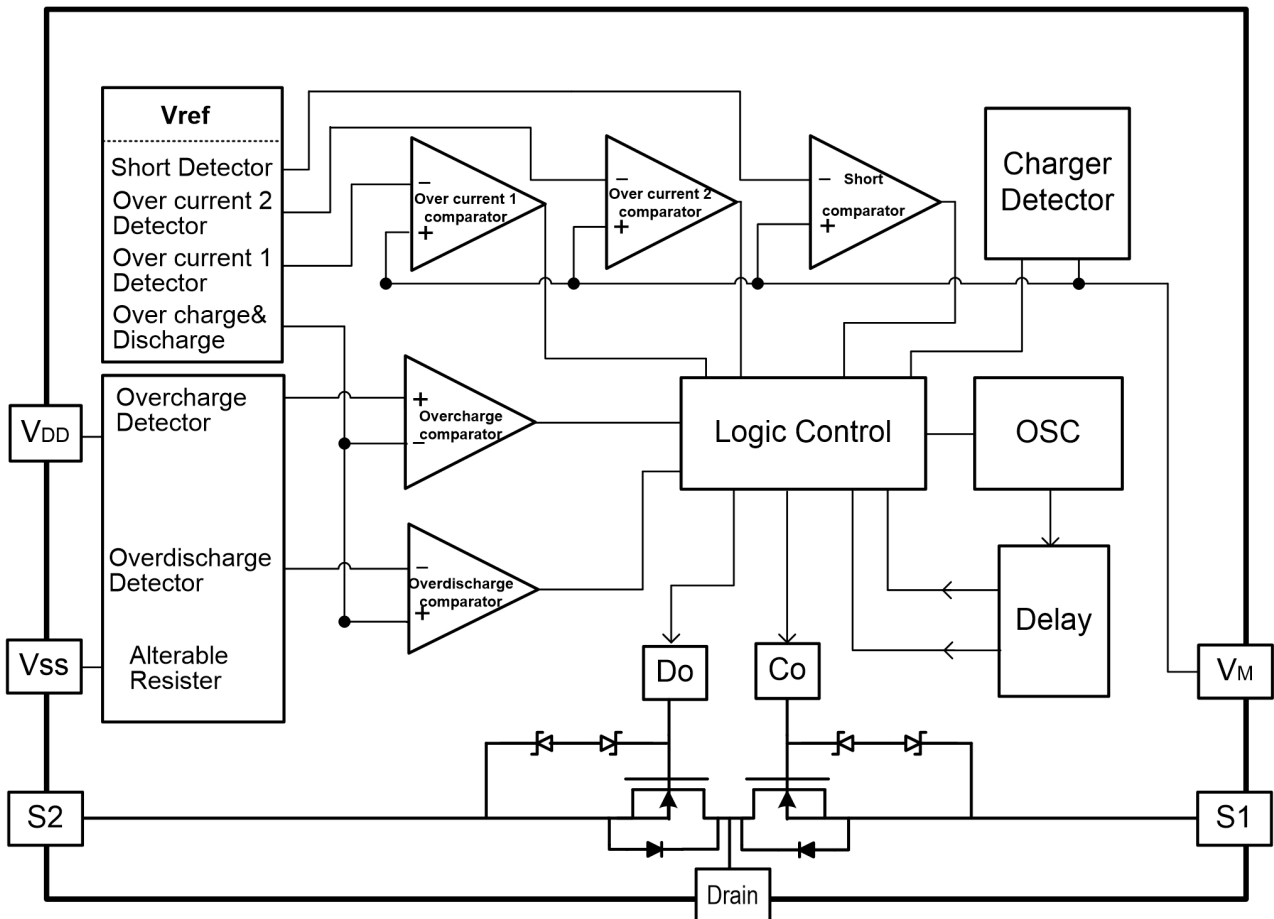 Vref
Short Detector
Over current 2
Detector
Over current 1
Detector
Over charge&
Discharge
−
Over current 1
comparator
+
−
Over current 2
comparator
+
−
Short
comparator
+
Charger
Detector
Overcharge
Detector
Overdischarge
Detector
Alterable
Resister
+
Overcharge
comparator
−
−
Overdischarge
comparator
+
Logic Control
OSC
Delay
VDD
Vss
Do
Co
VM
S2
S1
Drain